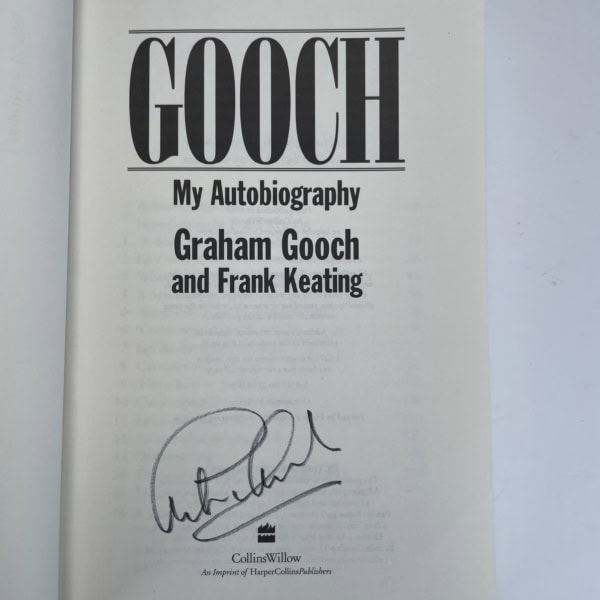 GOOCH
My Autobiography
Graham Gooch
and Frank Keating
CollinsWillow
An Imprint of HarperCollinsPublishers